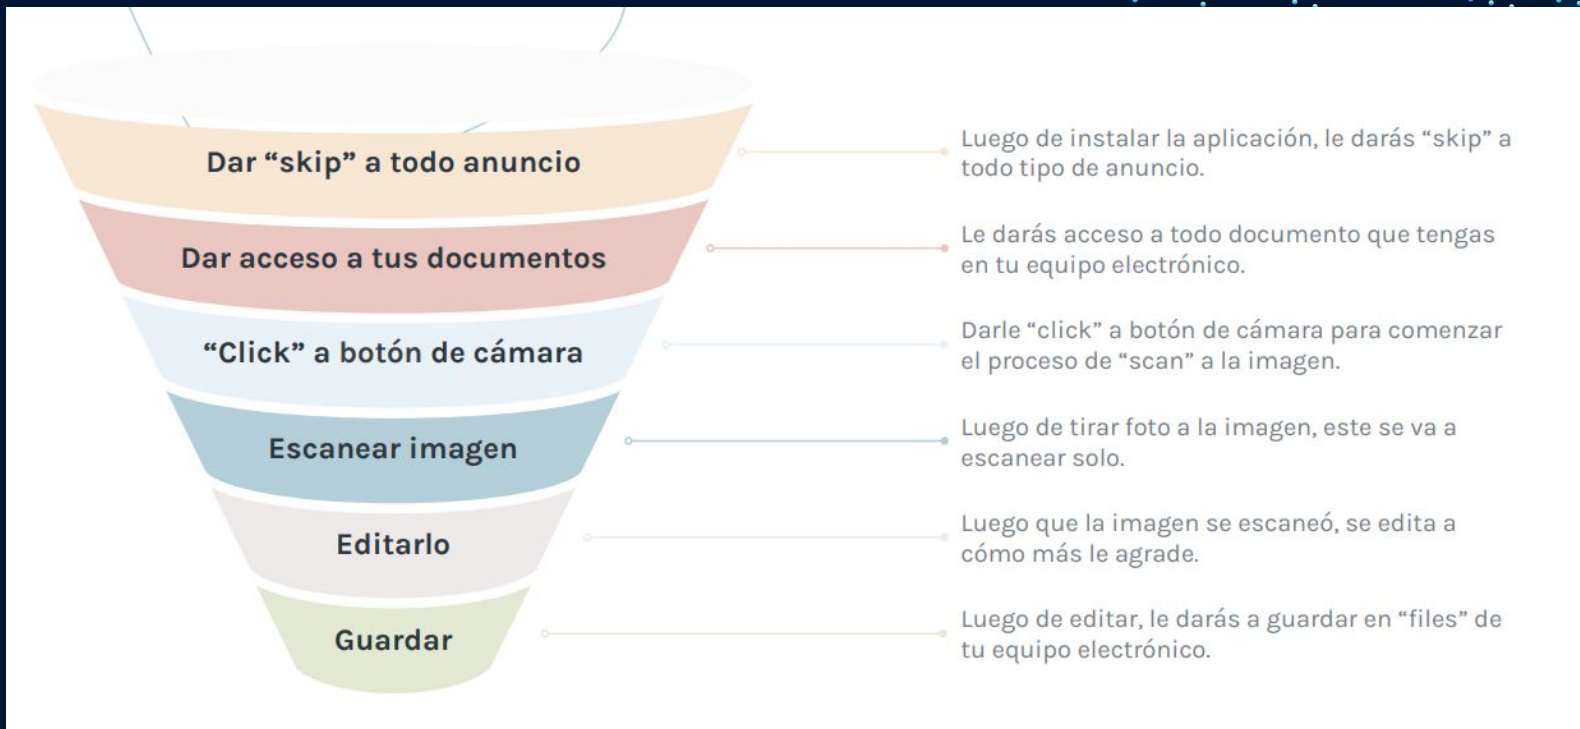 Dar “skip” a todo anuncio
Luego de instalar la aplicación, le darás “skip” a
todo tipo de anuncio.
Dar acceso a tus documentos
Le darás acceso a todo documento que tengas
en tu equipo electrónico.
“Click” a botón de cámara
Darle “click” a botón de cámara para comenzar
el proceso de “scan” a la imagen.
Escanear imagen
Luego de tirar foto a la imagen, este se va a
escanear solo.
Editarlo
Luego que la imagen se escaneó, se edita a
cómo más le agrade.
Guardar
Luego de editar, le darás a guardar en “files” de
tu equipo electrónico.